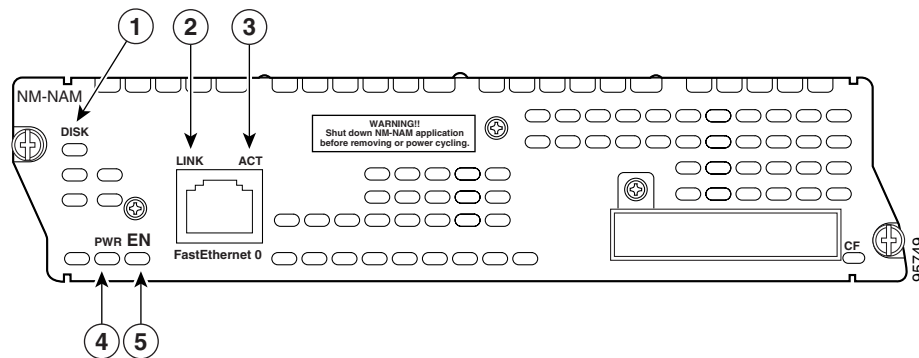 1 2 3
NM-NAM
DISK
WARNING!!
Shut down NM-NAM application
before removing or power cycling.
LINK ACT
PWR EN
FastEthernet 0
CF
95749
4 5